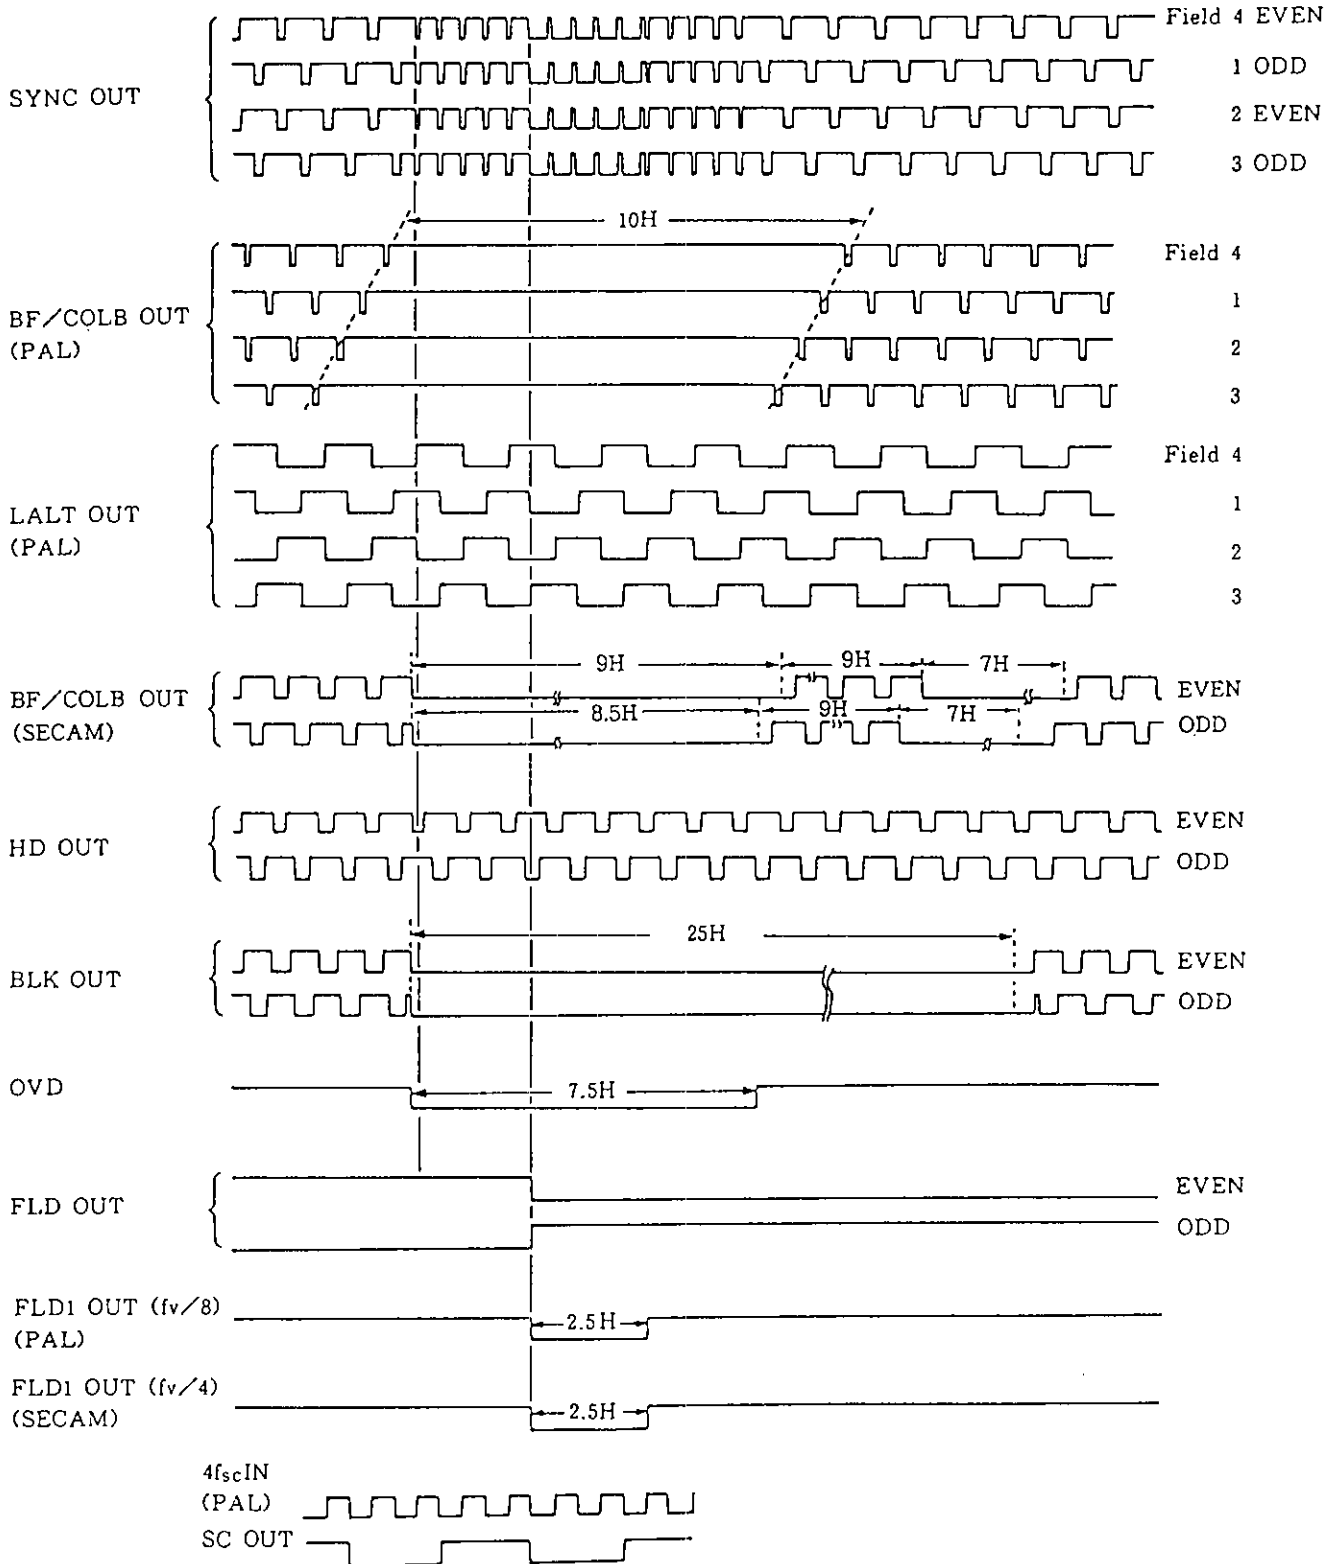 Field 4 EVEN
SYNC OUT
1 ODD
2 EVEN
3 ODD
10H
BF/COLB OUT
(PAL)
Field 4
1
2
3
LALT OUT
(PAL)
Field 4
1
2
3
BF/COLB OUT
(SECAM)
9H 9H 7H
EVEN
8.5H 9H 7H
ODD
HD OUT
EVEN
ODD
25H
BLK OUT
EVEN
ODD
OVD
7.5H
FLD OUT
EVEN
ODD
FLD1 OUT (fv/8)
(PAL)
2.5H
FLD1 OUT (fv/4)
(SECAM)
2.5H
4fscIN
(PAL)
SC OUT